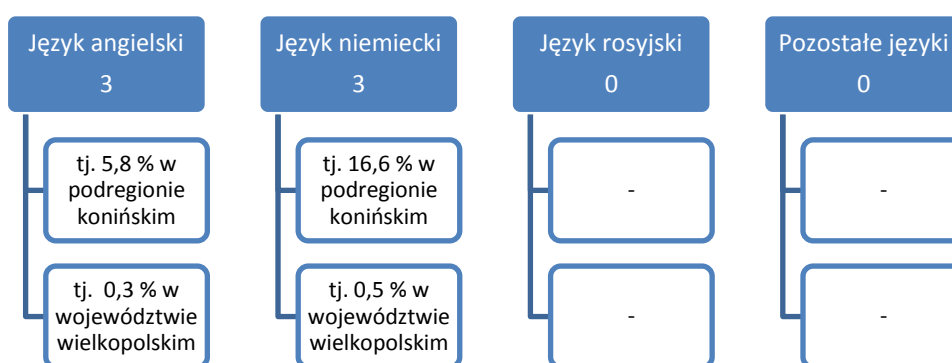 Język angielski
3
tj. 5,8 % w
podregionie
konińskim
tj. 0,3 % w
województwie
wielkopolskim
Język niemiecki
3
tj. 16,6 % w
podregionie
konińskim
tj. 0,5 % w
województwie
wielkopolskim
Język rosyjski
0
-
-
Pozostałe języki
0
-
-